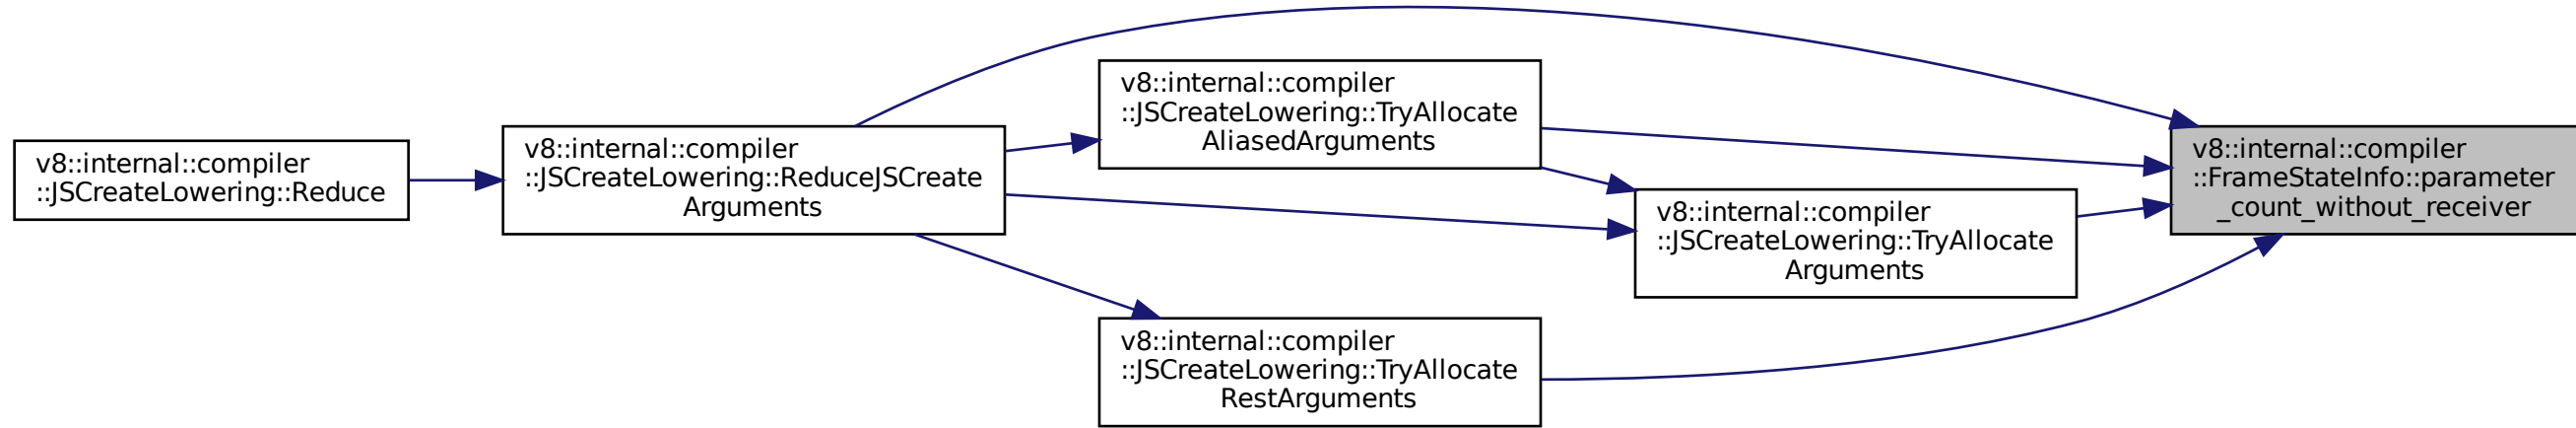 v8::internal::compiler
::JSCreateLowering::Reduce
v8::internal::compiler
::JSCreateLowering::ReduceJSCreate
Arguments
v8::internal::compiler
::JSCreateLowering::TryAllocate
AliasedArguments
v8::internal::compiler
::JSCreateLowering::TryAllocate
RestArguments
v8::internal::compiler
::JSCreateLowering::TryAllocate
Arguments
v8::internal::compiler
::FrameStateInfo::parameter
_count_without_receiver